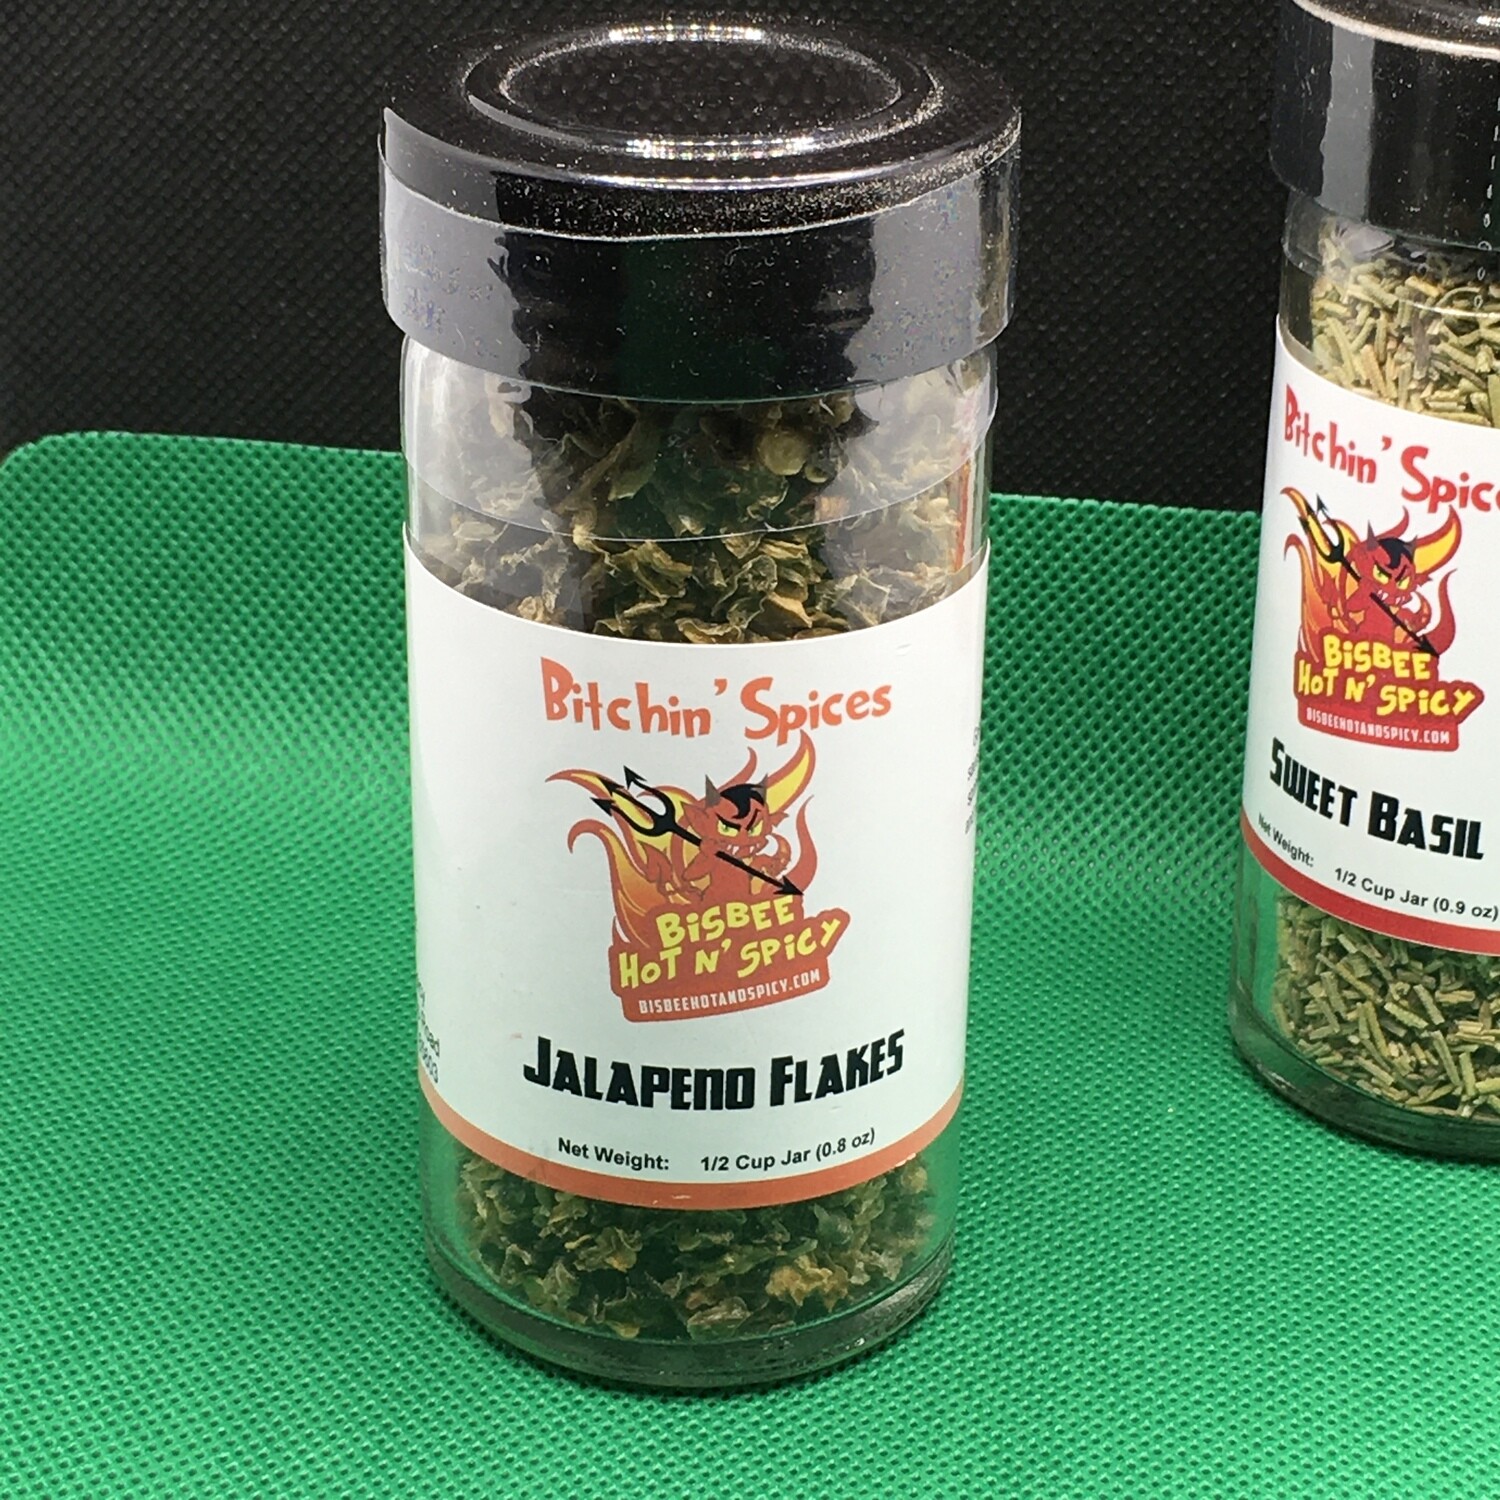 Bitchin' Spices
BiSBEE
HOT N' SPiCY
BISBEEHOTANDSPICY.COM
JALAPENO FLAKES
Net Weight: 1/2 Cup Jar (0.8 oz)
Bitchin'
BiSBEE
HOT N' SPiCY
BISBEEHOTANDSPICY.COM
SWEET BASIL
Net Weight: 1/2 Cup Jar (0.9 oz)